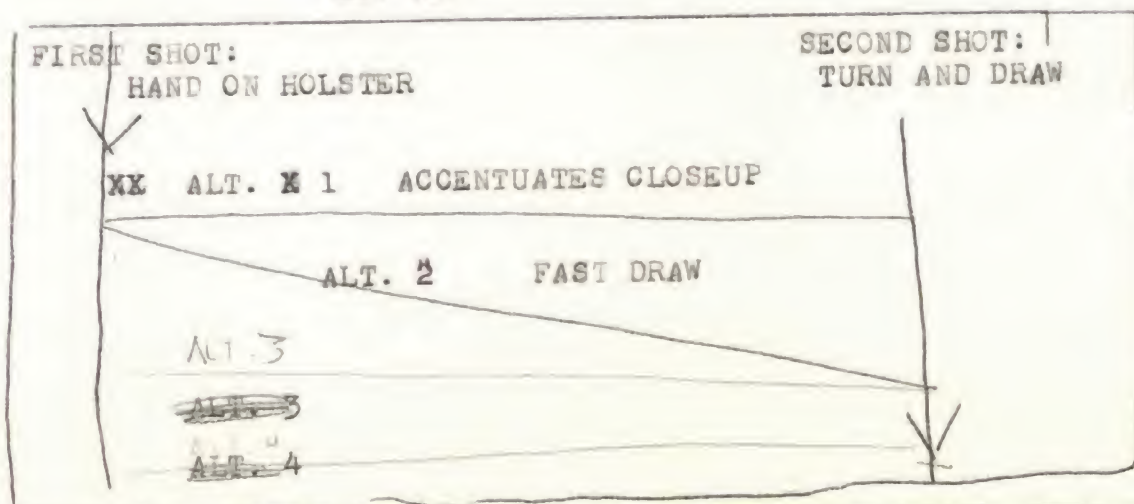 FIRST SHOT:
HAND ON HOLSTER
SECOND SHOT:
TURN AND DRAW
XX ALT. X 1 ACCENTUATES CLOSEUP
ALT. 2 FAST DRAW
ALT. 3
ALT. 3
ALT. 4